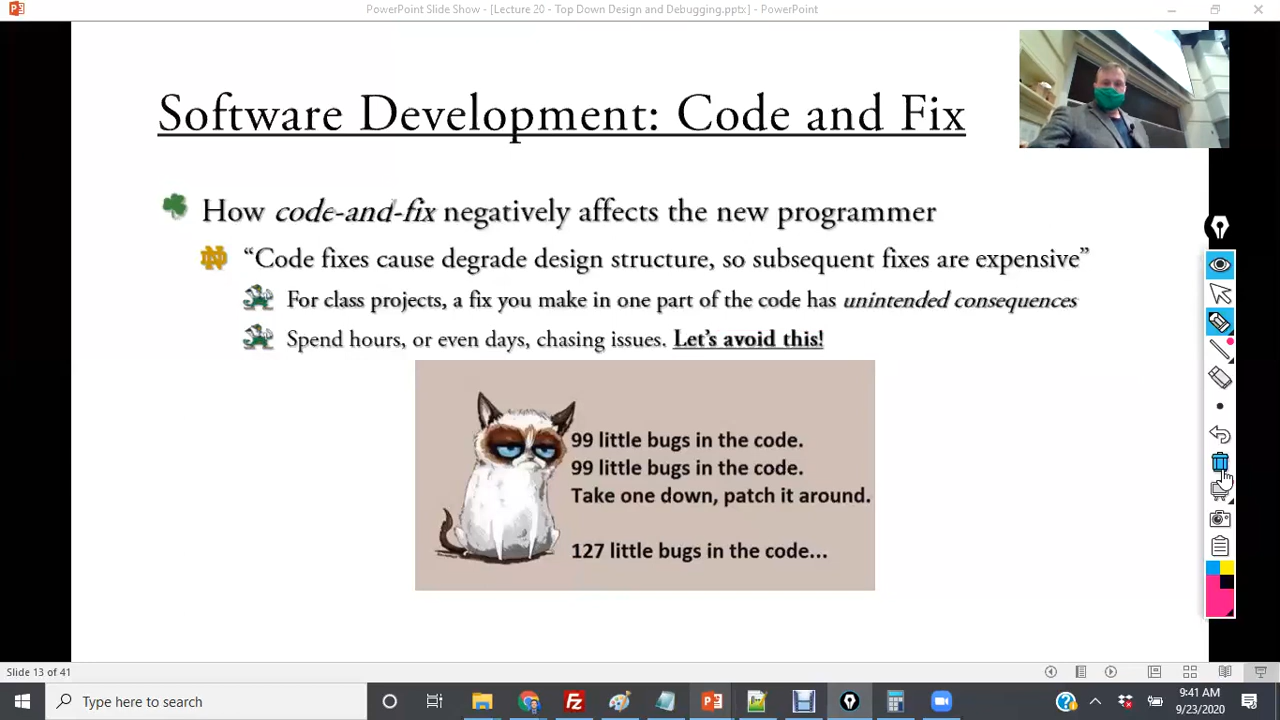 PowerPoint Slide Show - [Lecture 20 - Top Down Design and Debugging.pptx] - PowerPoint
Software Development: Code and Fix
How code-and-fix negatively affects the new programmer
“Code fixes cause degrade design structure, so subsequent fixes are expensive”
For class projects, a fix you make in one part of the code has unintended consequences
Spend hours, or even days, chasing issues. Let’s avoid this!
99 little bugs in the code.
99 little bugs in the code.
Take one down, patch it around.
127 little bugs in the code...
Slide 13 of 41
Type here to search
9:41 AM
9/23/2020